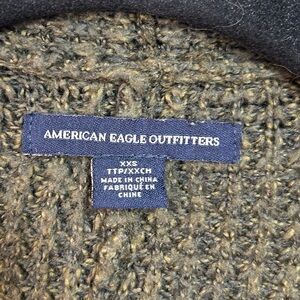 AMERICAN EAGLE OUTFITTERS
XXS
TTP/XXCH
MADE IN CHINA
FABRIQUÉ EN
CHINE